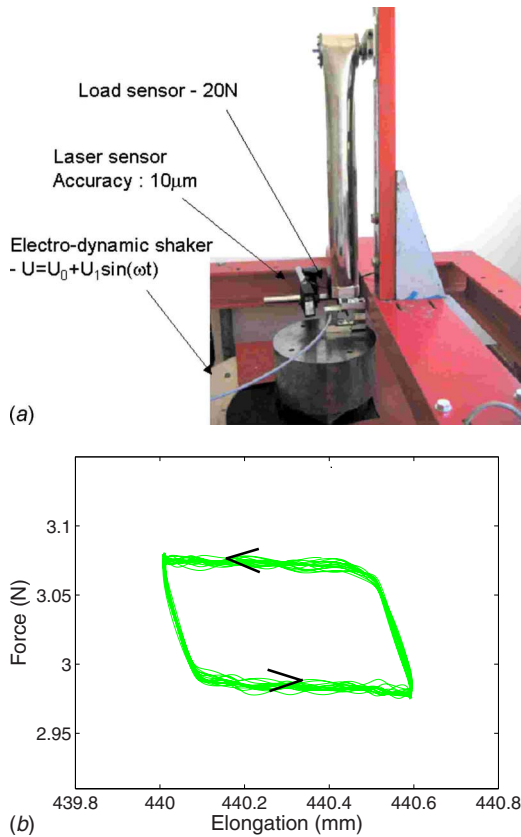 Load sensor - 20N
Laser sensor
Accuracy : 10μm
Electro-dynamic shaker
- U=U₀+U₁sin(ωt)
(a)
3.1
3.05
3
2.95
Force (N)
439.8
440
440.2
440.4
440.6
440.8
Elongation (mm)
(b)